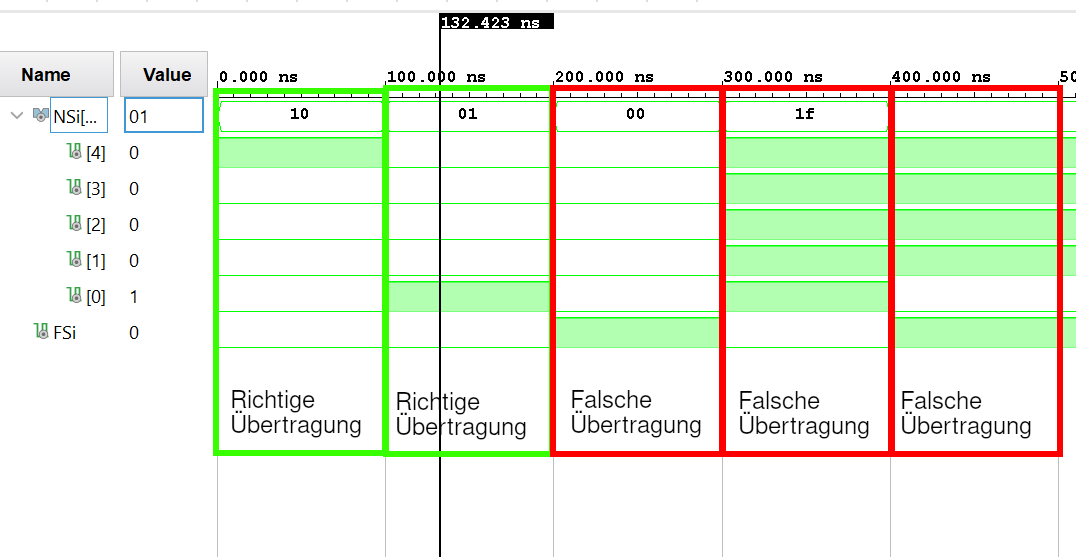 132.423 ns
Name Value 0.000 ns 100.000 ns 200.000 ns 300.000 ns 400.000 ns 50
NSi[... 01 10 01 00 1f
[4] 0
[3] 0
[2] 0
[1] 0
[0] 1
FSi 0
Richtige Richtige Falsche Falsche Falsche
Übertragung Übertragung Übertragung Übertragung Übertragung